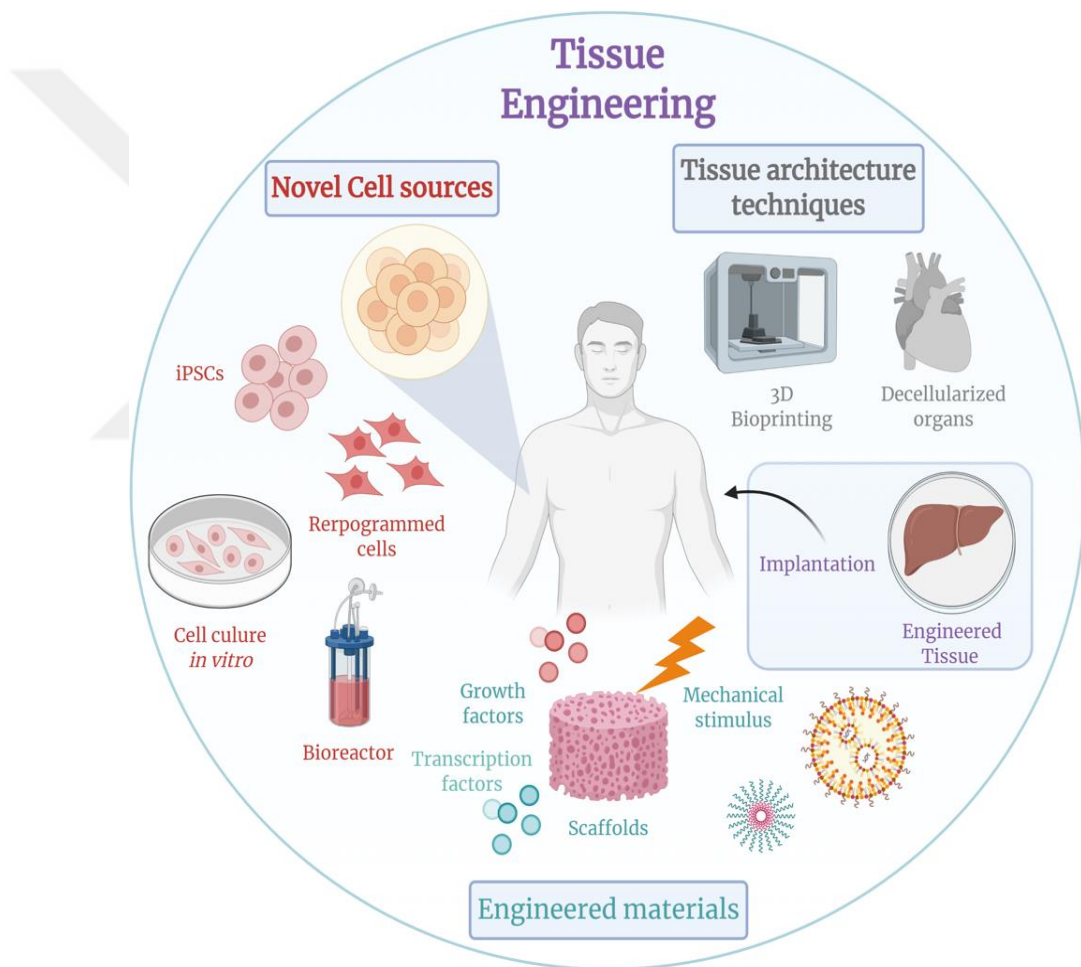 Tissue
Engineering
Novel Cell sources
Tissue architecture
techniques
iPSCs
3D
Bioprinting
Decellularized
organs
Rerpogrammed
cells
Implantation
Engineered
Tissue
Cell culure
in vitro
Bioreactor
Growth
factors
Mechanical
stimulus
Transcription
factors
Scaffolds
Engineered materials